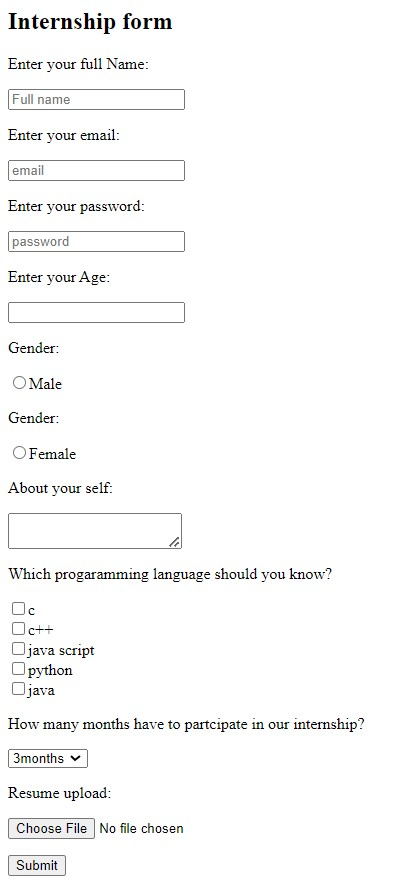 Internship form
Enter your full Name:
Full name
Enter your email:
email
Enter your password:
password
Enter your Age:
Gender:
Male
Gender:
Female
About your self:
Which progaramming language should you know?
c
c++
java script
python
java
How many months have to partcipate in our internship?
3months
Resume upload:
Choose File No file chosen
Submit